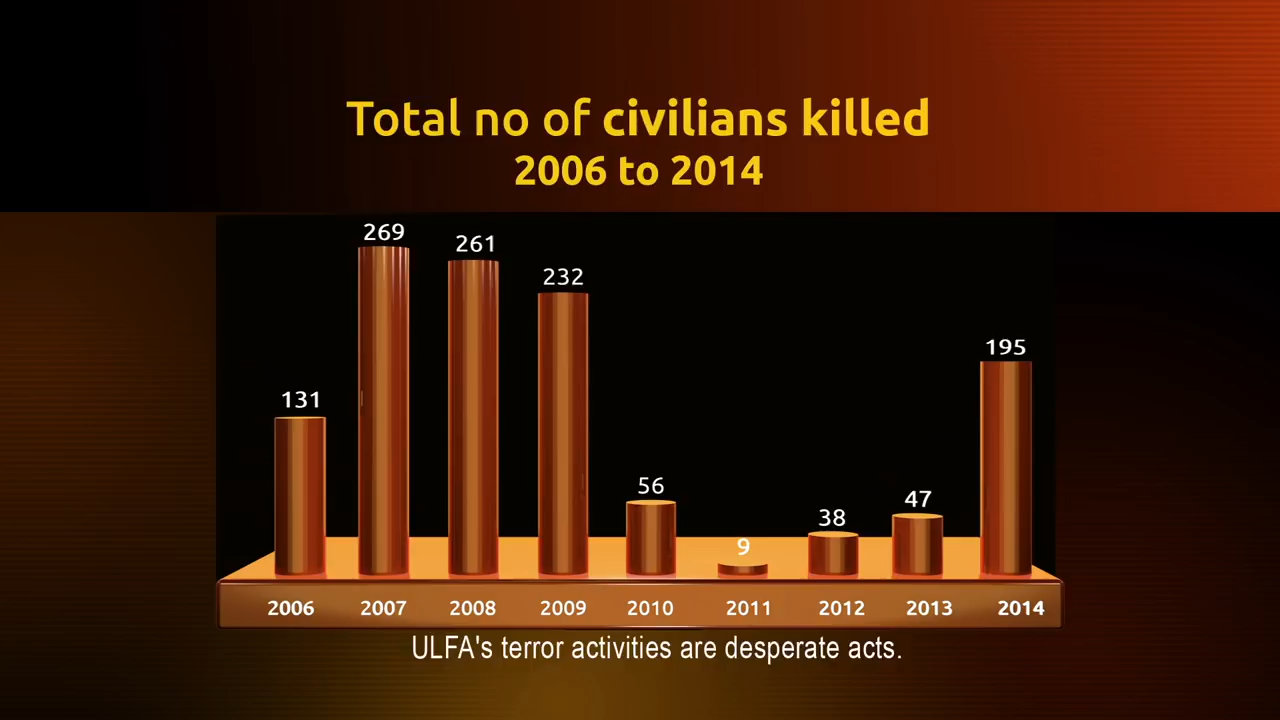 Total no of civilians killed
2006 to 2014
269
261
232
195
131
56
47
38
9
2006 2007 2008 2009 2010 2011 2012 2013 2014
ULFA's terror activities are desperate acts.